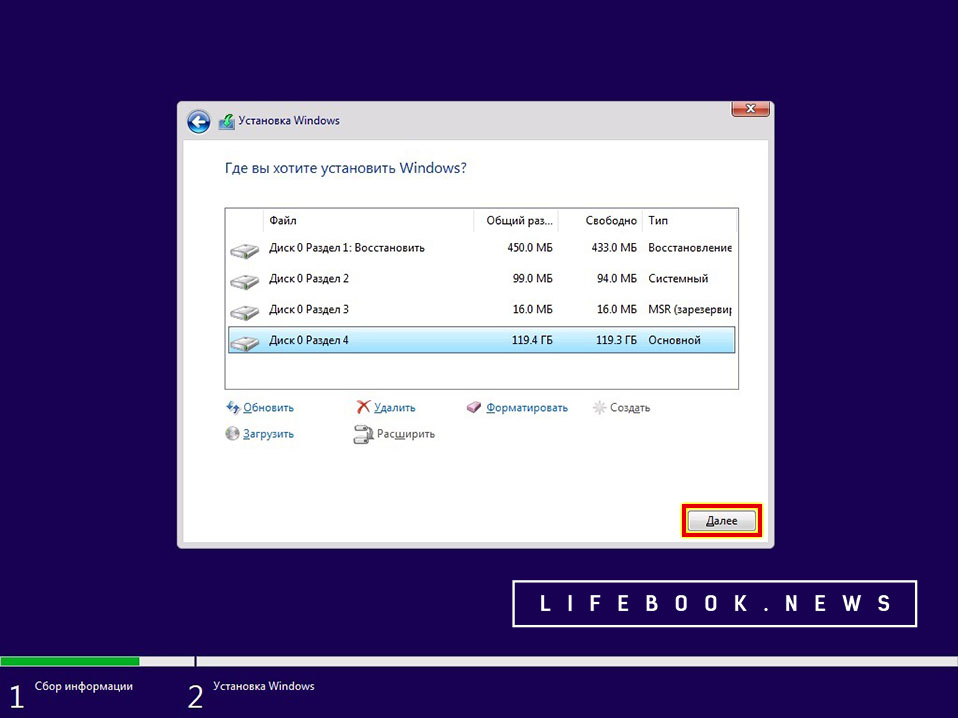 Установка Windows
Где вы хотите установить Windows?
Файл Общий раз... Свободно Тип
Диск 0 Раздел 1: Восстановить 450.0 МБ 433.0 МБ Восстановление
Диск 0 Раздел 2 99.0 МБ 94.0 МБ Системный
Диск 0 Раздел 3 16.0 МБ 16.0 МБ MSR (зарезервир
Диск 0 Раздел 4 119.4 ГБ 119.3 ГБ Основной
Обновить Удалить Форматировать Создать
Загрузить Расширить
Далее
LIFEBOOK.NEWS
1 Сбор информации 2 Установка Windows